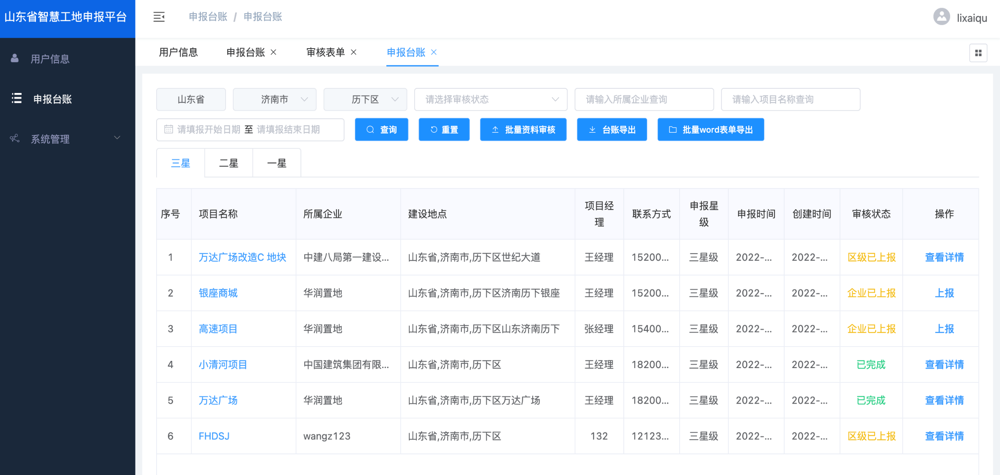 山东省智慧工地申报平台
申报台账 / 申报台账
lixaiqu
用户信息
申报台账
系统管理
用户信息 申报台账 审核表单 申报台账
山东省 济南市 历下区 请选择审核状态 请输入所属企业查询 请输入项目名称查询
请填报开始日期 至 请填报结束日期 查询 重置 批量资料审核 台账导出 批量word表单导出
三星 二星 一星
序号 项目名称 所属企业 建设地点 项目经理 联系方式 申报星级 申报时间 创建时间 审核状态 操作
1 万达广场改造C 地块 中建八局第一建设... 山东省,济南市,历下区世纪大道 王经理 15200... 三星级 2022-... 2022-... 区级已上报 查看详情
2 银座商城 华润置地 山东省,济南市,历下区济南历下银座 王经理 15200... 三星级 2022-... 2022-... 企业已上报 上报
3 高速项目 华润置地 山东省,济南市,历下区山东济南历下 张经理 15400... 三星级 2022-... 2022-... 企业已上报 上报
4 小清河项目 中国建筑集团有限... 山东省,济南市,历下区 王经理 18200... 三星级 2022-... 2022-... 已完成 查看详情
5 万达广场 华润置地 山东省,济南市,历下区万达广场 王经理 18200... 三星级 2022-... 2022-... 已完成 查看详情
6 FHDSJ wangz123 山东省,济南市,历下区 132 12123... 三星级 2022-... 2022-... 区级已上报 查看详情